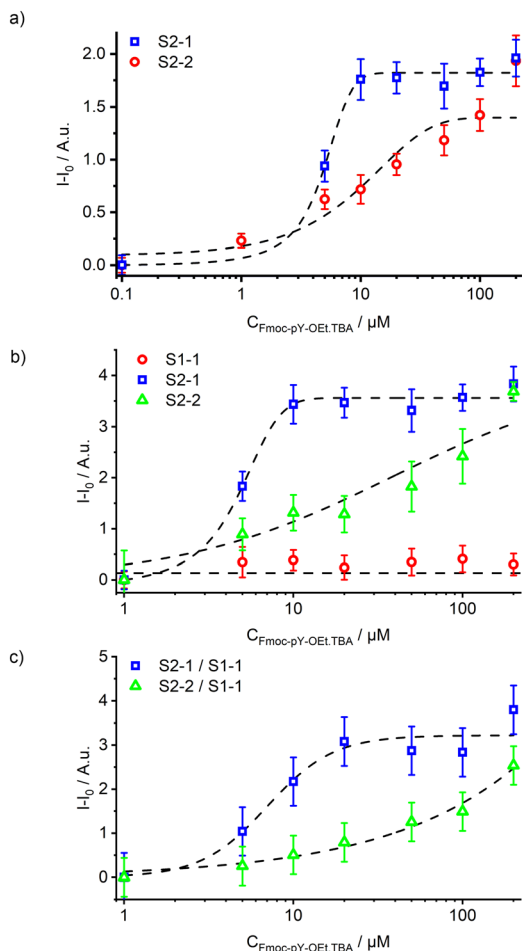 a)
S2-1
S2-2
2.0
1.5
1.0
0.5
0.0
I-I₀ / A.u.
0.1 1 10 100
C_Fmoc-pY-OEt.TBA / µM
b)
S1-1
S2-1
S2-2
4
3
2
1
0
I-I₀ / A.u.
1 10 100
C_Fmoc-pY-OEt.TBA / µM
c)
S2-1 / S1-1
S2-2 / S1-1
5
4
3
2
1
0
I-I₀ / A.u.
1 10 100
C_Fmoc-pY-OEt.TBA / µM